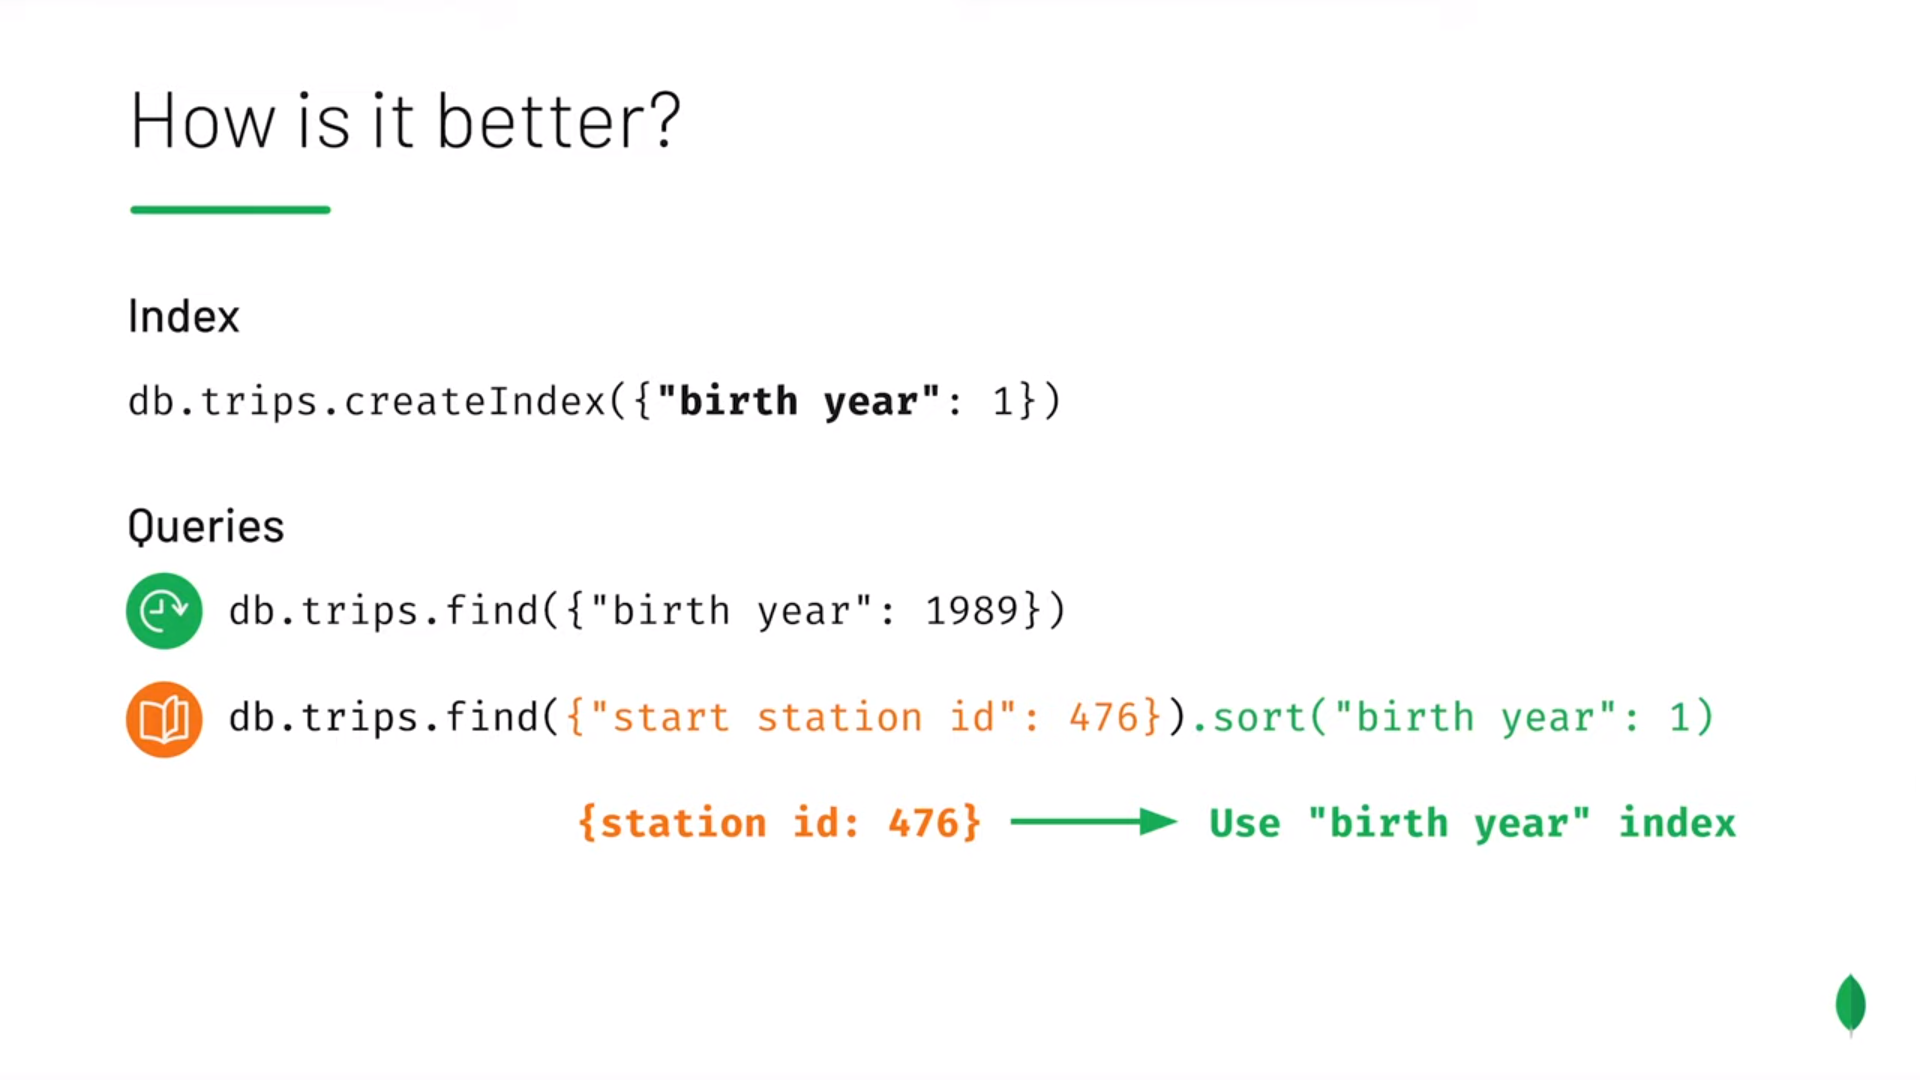 How is it better?
Index
db.trips.createIndex({"birth year": 1})
Queries
db.trips.find({"birth year": 1989})
db.trips.find({"start station id": 476}).sort("birth year": 1)
{station id: 476} Use "birth year" index